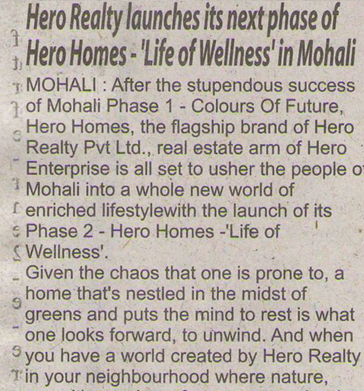 Hero Realty launches its next phase of
Hero Homes - 'Life of Wellness' in Mohali
MOHALI : After the stupendous success
of Mohali Phase 1 - Colours Of Future,
Hero Homes, the flagship brand of Hero
Realty Pvt Ltd., real estate arm of Hero
Enterprise is all set to usher the people of
Mohali into a whole new world of
enriched lifestylewith the launch of its
Phase 2 - Hero Homes -'Life of
Wellness'.
Given the chaos that one is prone to, a
home that's nestled in the midst of
greens and puts the mind to rest is what
one looks forward, to unwind. And when
you have a world created by Hero Realty
in your neighbourhood where nature,